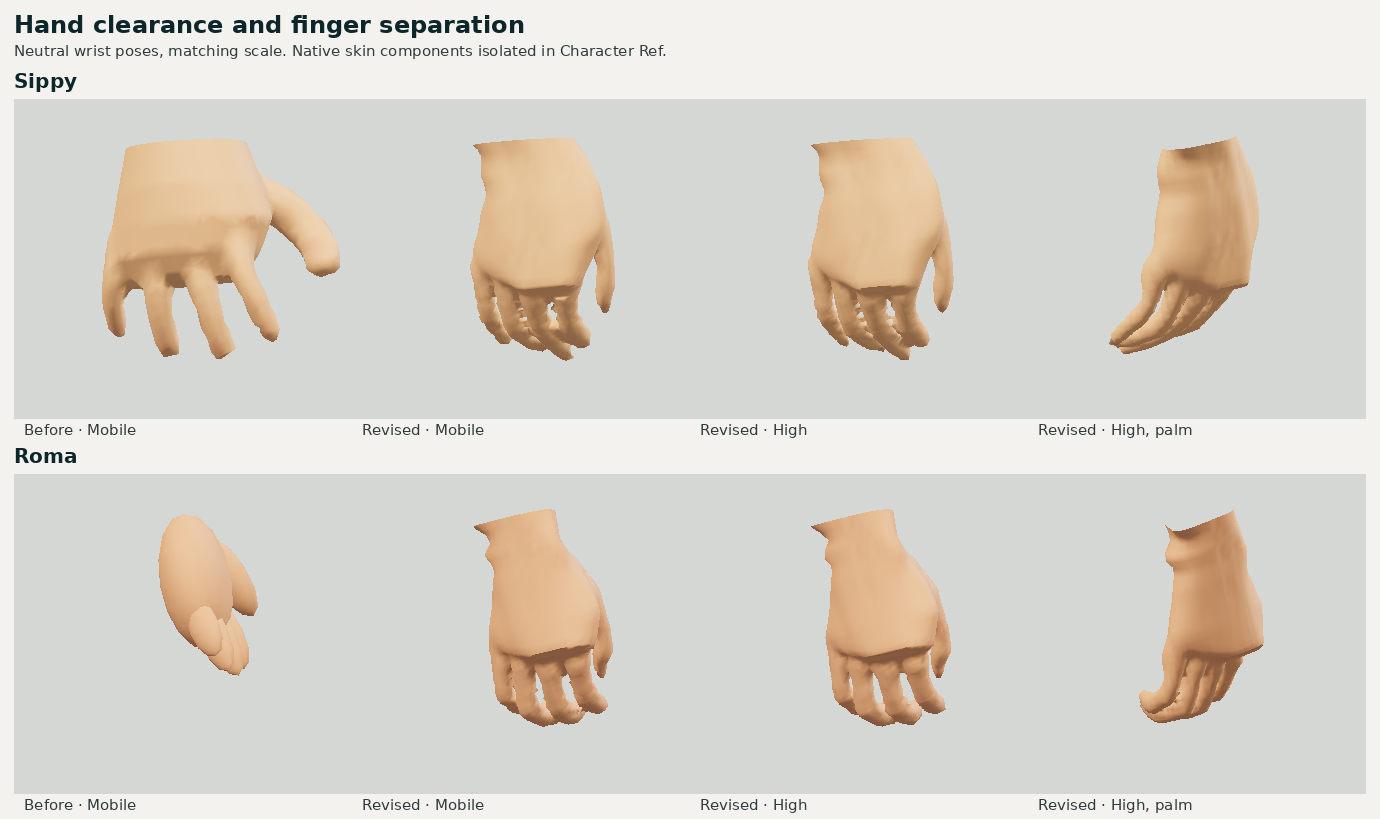 Hand clearance and finger separation
Neutral wrist poses, matching scale. Native skin components isolated in Character Ref.
Sippy
Before · Mobile
Revised · Mobile
Revised · High
Revised · High, palm
Roma
Before · Mobile
Revised · Mobile
Revised · High
Revised · High, palm